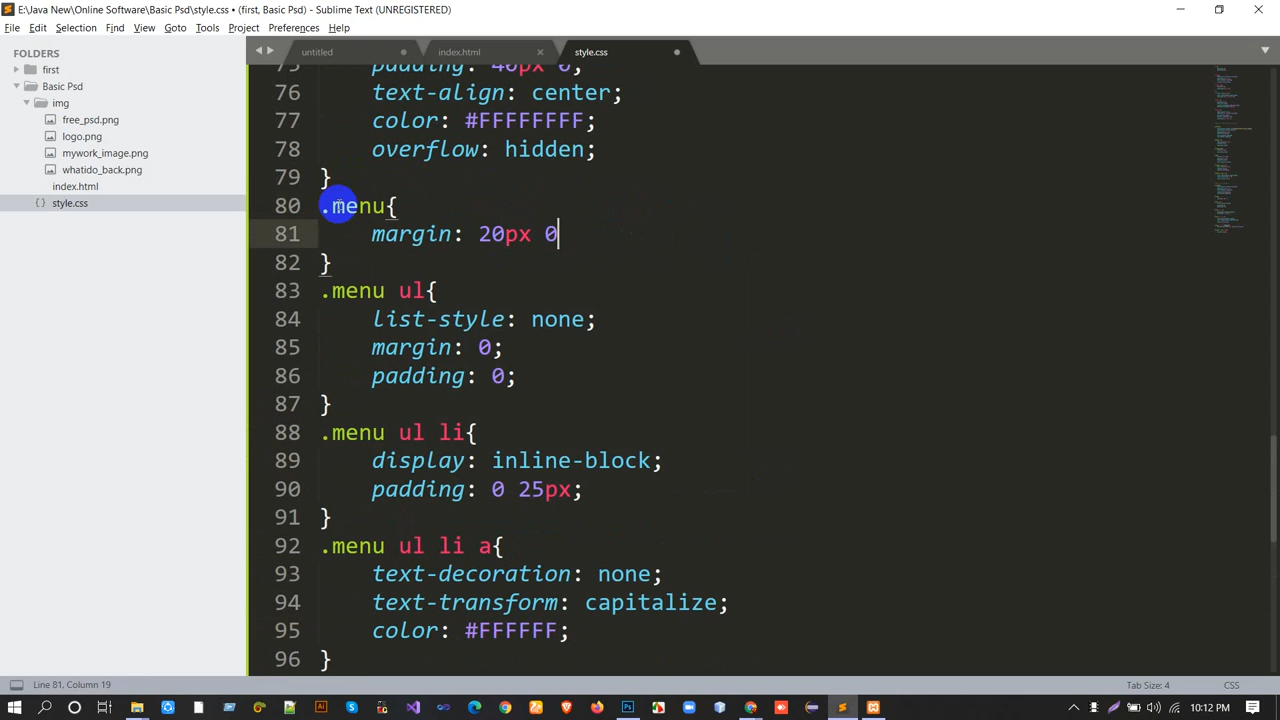 E:\Java New\Online Software\Basic Psd\style.css • (first, Basic Psd) - Sublime Text (UNREGISTERED)
File Edit Selection Find View Goto Tools Project Preferences Help
FOLDERS
first
Basic Psd
img
free_psd.png
logo.png
mywork_image.png
whatido_back.png
index.html
style.css
untitled index.html style.css
75 padding: 40px 0;
76 text-align: center;
77 color: #FFFFFFFF;
78 overflow: hidden;
79 }
80 .menu{
81 margin: 20px 0
82 }
83 .menu ul{
84 list-style: none;
85 margin: 0;
86 padding: 0;
87 }
88 .menu ul li{
89 display: inline-block;
90 padding: 0 25px;
91 }
92 .menu ul li a{
93 text-decoration: none;
94 text-transform: capitalize;
95 color: #FFFFFF;
96 }
Line 81, Column 19 Tab Size: 4 CSS
10:12 PM